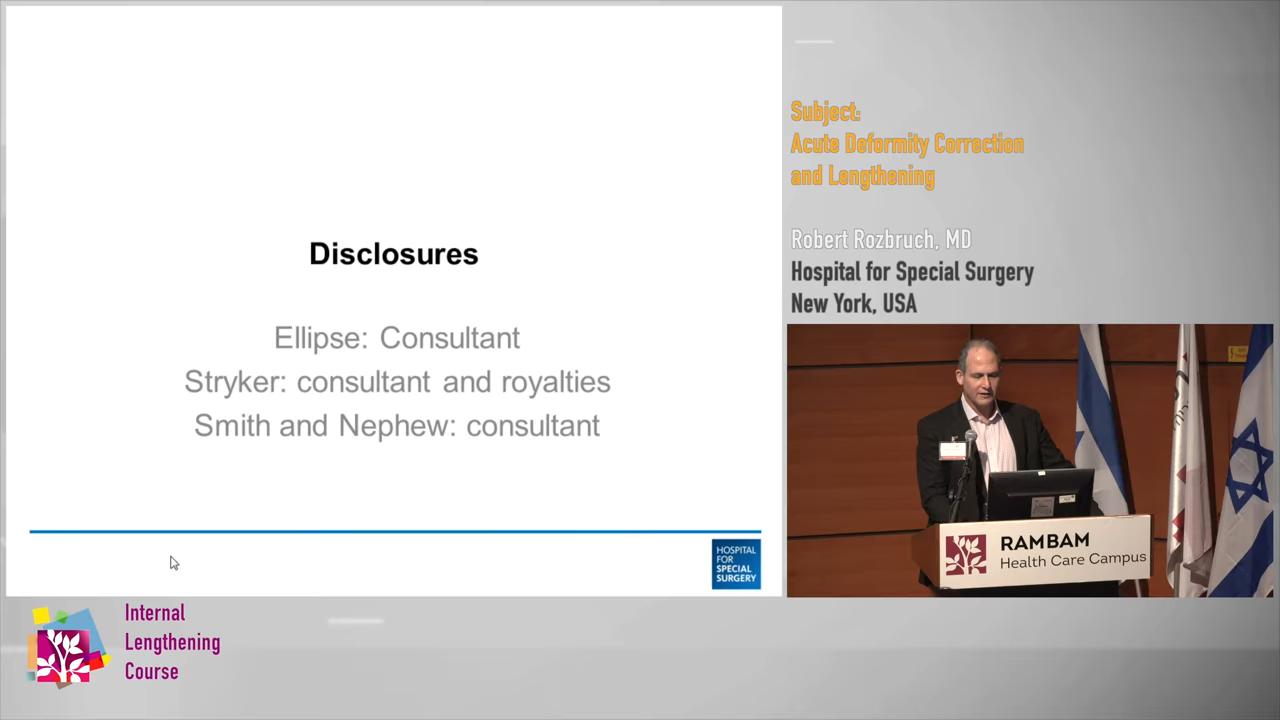 Disclosures
Ellipse: Consultant
Stryker: consultant and royalties
Smith and Nephew: consultant
HOSPITAL
FOR
SPECIAL
SURGERY
Subject:
Acute Deformity Correction
and Lengthening
Robert Rozbruch, MD
Hospital for Special Surgery
New York, USA
RAMBAM
Health Care Campus
Internal
Lengthening
Course